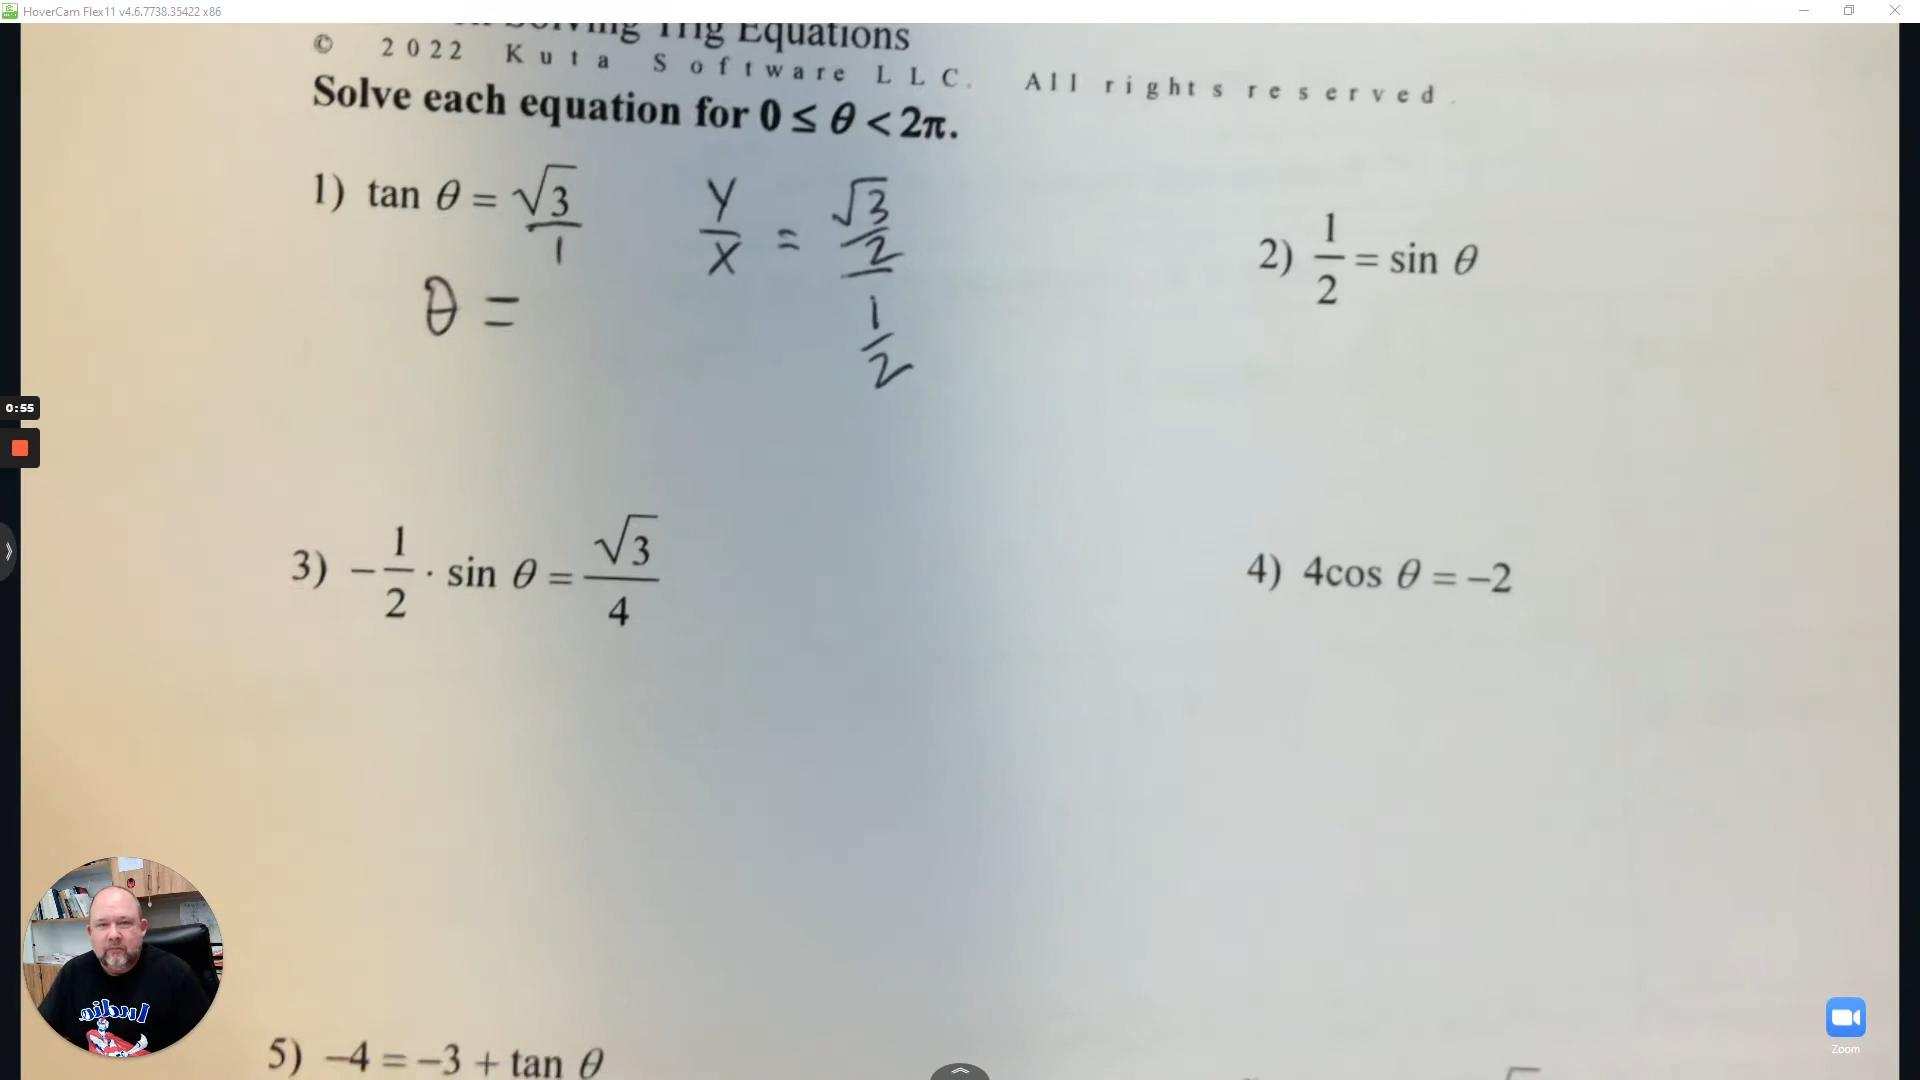 HoverCam Flex11 v4.6.7738.35422 x86
Solving Trig Equations
© 2022 Kuta Software LLC. All rights reserved.
Solve each equation for 0 ≤ θ < 2π.
1) tan θ = √3/1
y/x = (√3/2)/(1/2)
θ =
2) 1/2 = sin θ
0:55
3) −1/2 · sin θ = √3/4
4) 4cos θ = −2
5) −4 = −3 + tan θ
Zoom